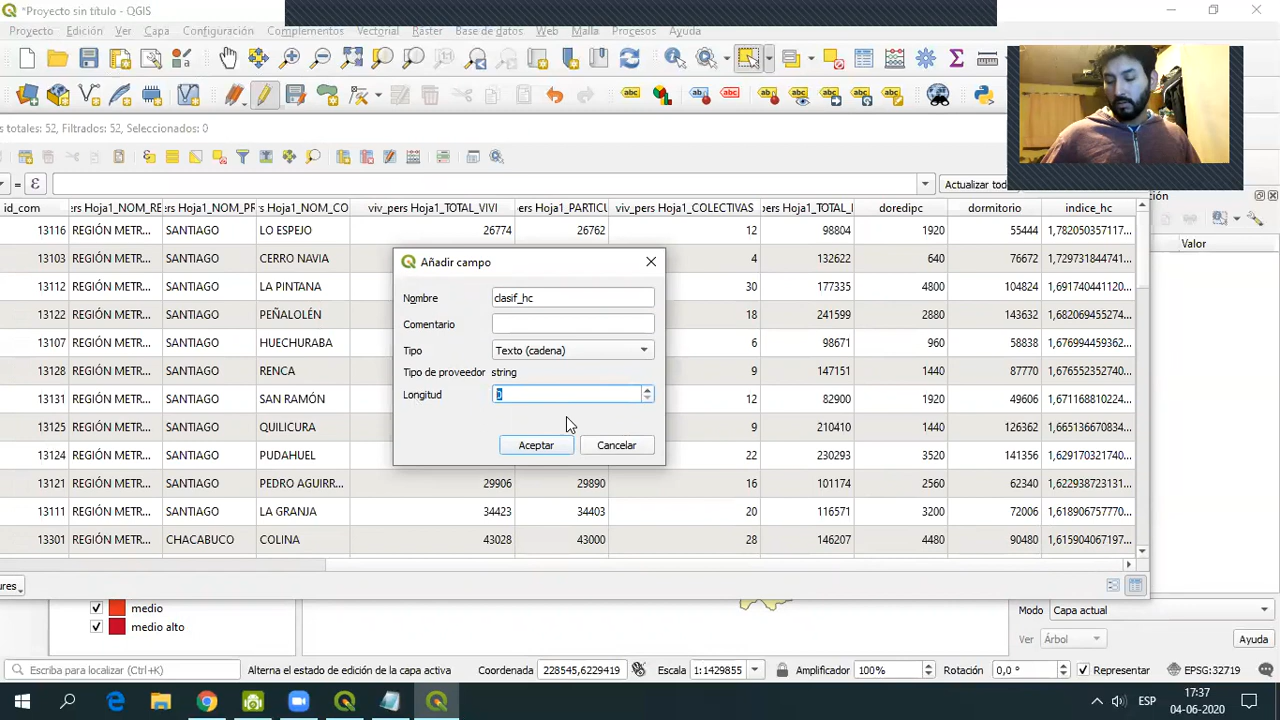 *Proyecto sin título - QGIS
Proyecto Edición Ver Capa Configuración Complementos Vectorial Ráster Base de datos Web Malla Procesos Ayuda
s totales: 52, Filtrados: 52, Seleccionados: 0
= ε Actualizar tod
id_com ers Hoja1_NOM_RE ers Hoja1_NOM_PR s Hoja1_NOM_CO viv_pers Hoja1_TOTAL_VIVI ers Hoja1_PARTICU viv_pers Hoja1_COLECTIVAS _pers Hoja1_TOTAL_ doredipc dormitorio indice_hc
ción
Valor
13116 REGIÓN METR... SANTIAGO LO ESPEJO 26774 26762 12 98804 1920 55444 1,782050357117...
13103 REGIÓN METR... SANTIAGO CERRO NAVIA 4 132622 640 76672 1,729731844741...
13112 REGIÓN METR... SANTIAGO LA PINTANA 30 177335 4800 104824 1,691740441120...
13122 REGIÓN METR... SANTIAGO PEÑALOLÉN 18 241599 2880 143632 1,682069455274...
13107 REGIÓN METR... SANTIAGO HUECHURABA 6 98671 960 58838 1,676994459362...
13128 REGIÓN METR... SANTIAGO RENCA 9 147151 1440 87770 1,676552352740...
13131 REGIÓN METR... SANTIAGO SAN RAMÓN 12 82900 1920 49606 1,671168810224...
13125 REGIÓN METR... SANTIAGO QUILICURA 9 210410 1440 126362 1,665136670834...
13124 REGIÓN METR... SANTIAGO PUDAHUEL 22 230293 3520 141356 1,629170321740...
13121 REGIÓN METR... SANTIAGO PEDRO AGUIRR... 29906 29890 16 101174 2560 62340 1,622938723131...
13111 REGIÓN METR... SANTIAGO LA GRANJA 34423 34403 20 116571 3200 72006 1,618906757770...
13301 REGIÓN METR... CHACABUCO COLINA 43028 43000 28 146207 4480 90480 1,615904067197...
Añadir campo
Nombre clasif_hc
Comentario
Tipo Texto (cadena)
Tipo de proveedor string
Longitud 0
Aceptar Cancelar
ures
medio
medio alto
Modo Capa actual
Ver Árbol Ayuda
Escriba para localizar (Ctrl+K) Alterna el estado de edición de la capa activa Coordenada 228545,6229419 Escala 1:1429855 Amplificador 100% Rotación 0,0 ° Representar EPSG:32719
ESP 17:37
04-06-2020